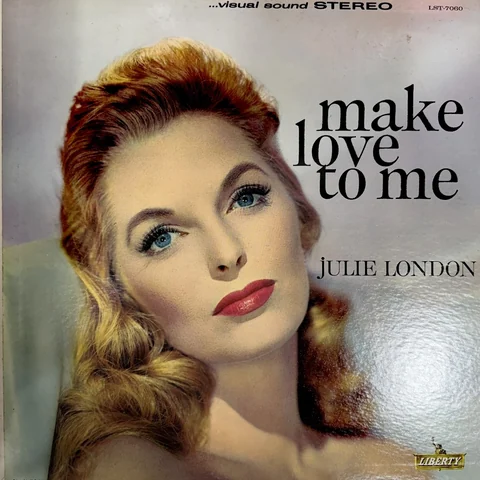 ...visual sound STEREO
LST-7060
make
love
to me
JULIE LONDON
LIBERTY